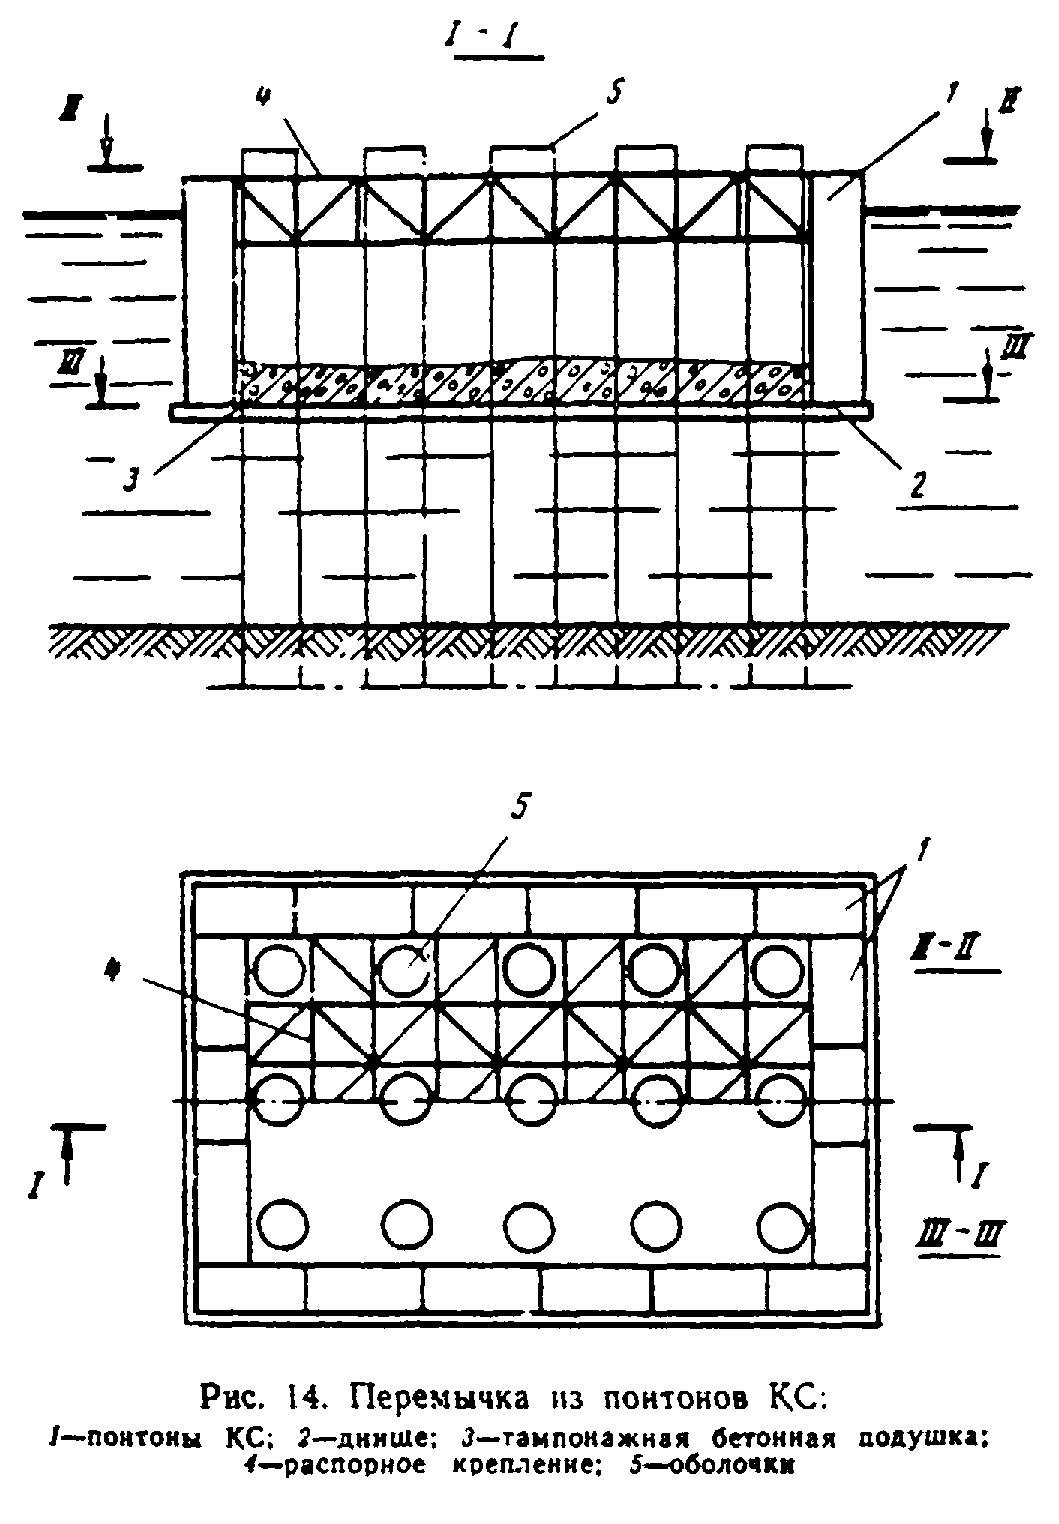 I - I
II
4
5
1
II
III
III
3
2
5
1
4
II-II
I
I
III-III
Рис. 14. Перемычка из понтонов КС:
1—понтоны КС; 2—днище; 3—тампонажная бетонная подушка;
4—распорное крепление; 5—оболочки